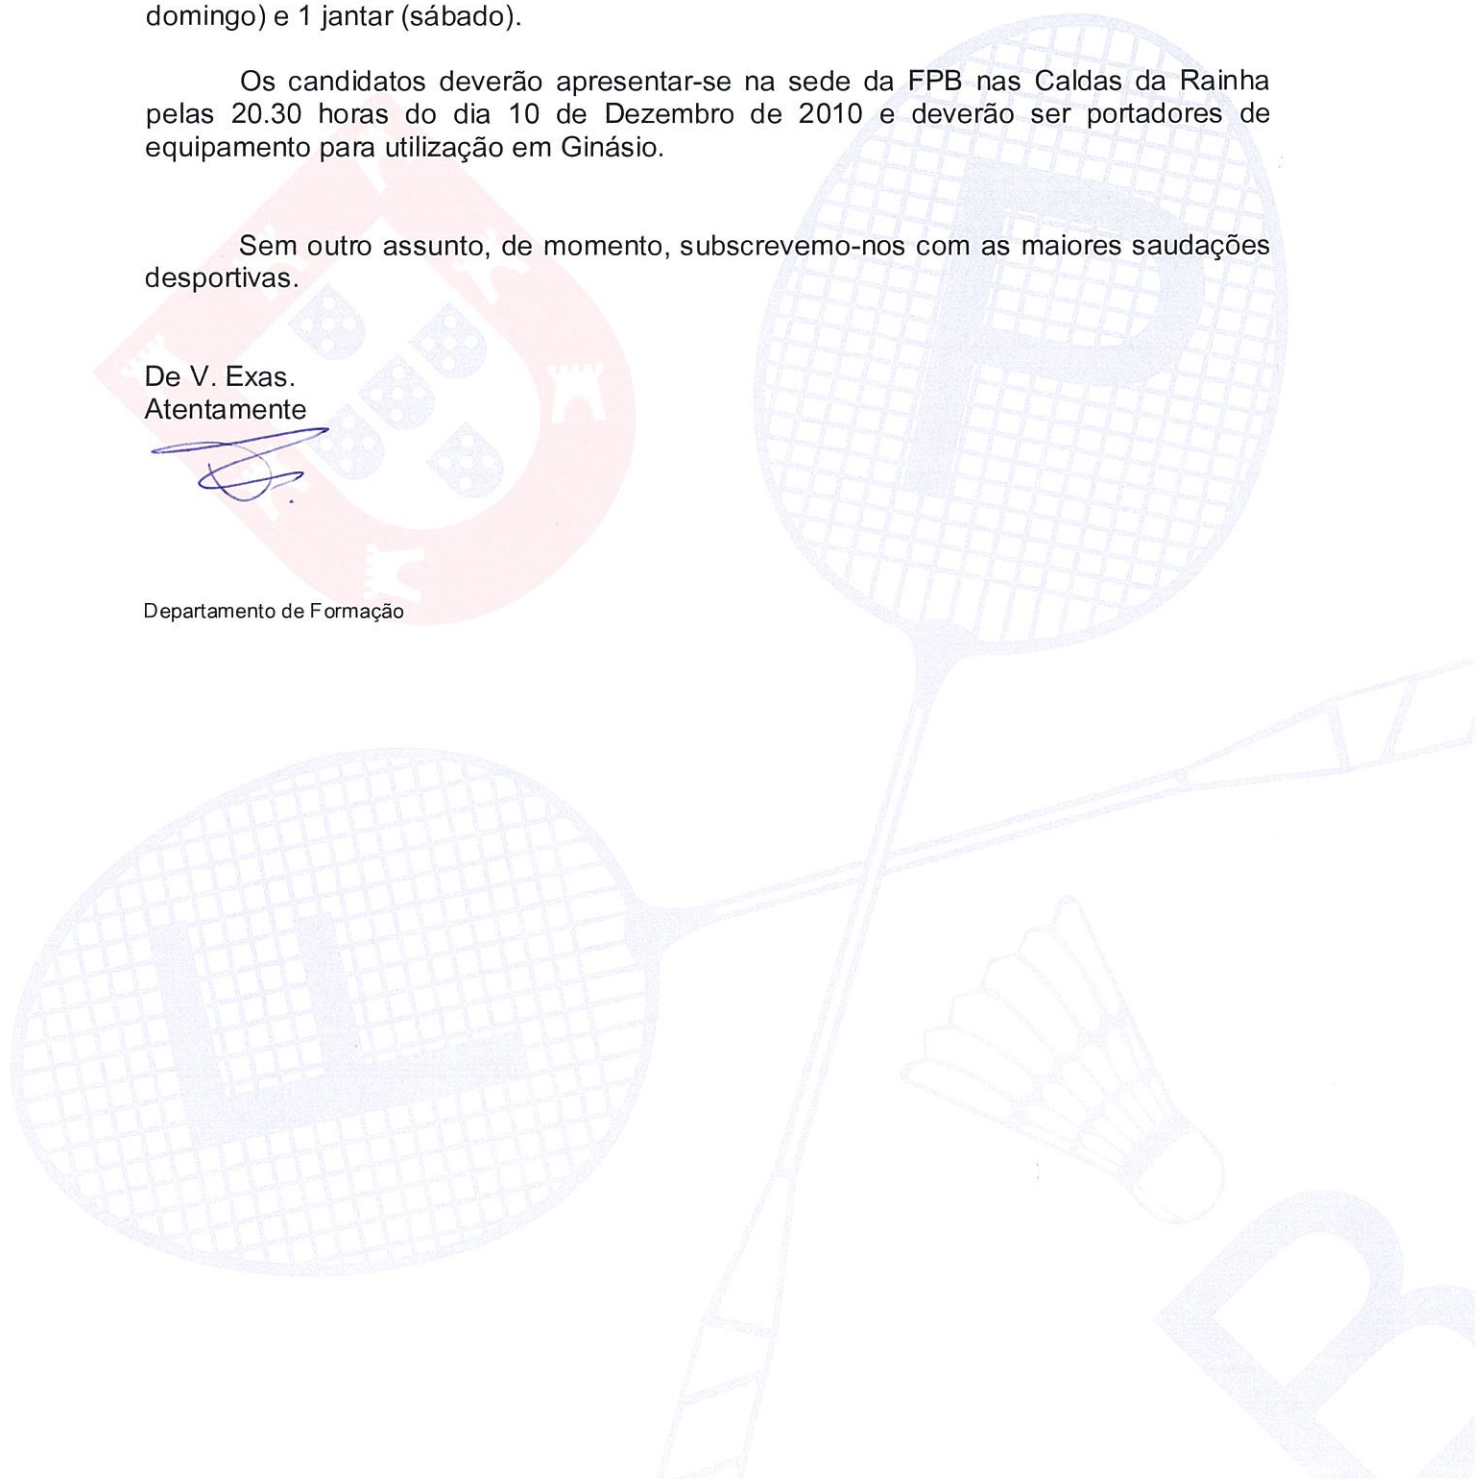 domingo) e 1 jantar (sábado).
Os candidatos deverão apresentar-se na sede da FPB nas Caldas da Rainha
pelas 20.30 horas do dia 10 de Dezembro de 2010 e deverão ser portadores de
equipamento para utilização em Ginásio.
Sem outro assunto, de momento, subscrevemo-nos com as maiores saudações
desportivas.
De V. Exas.
Atentamente
Departamento de Formação
F
P
B